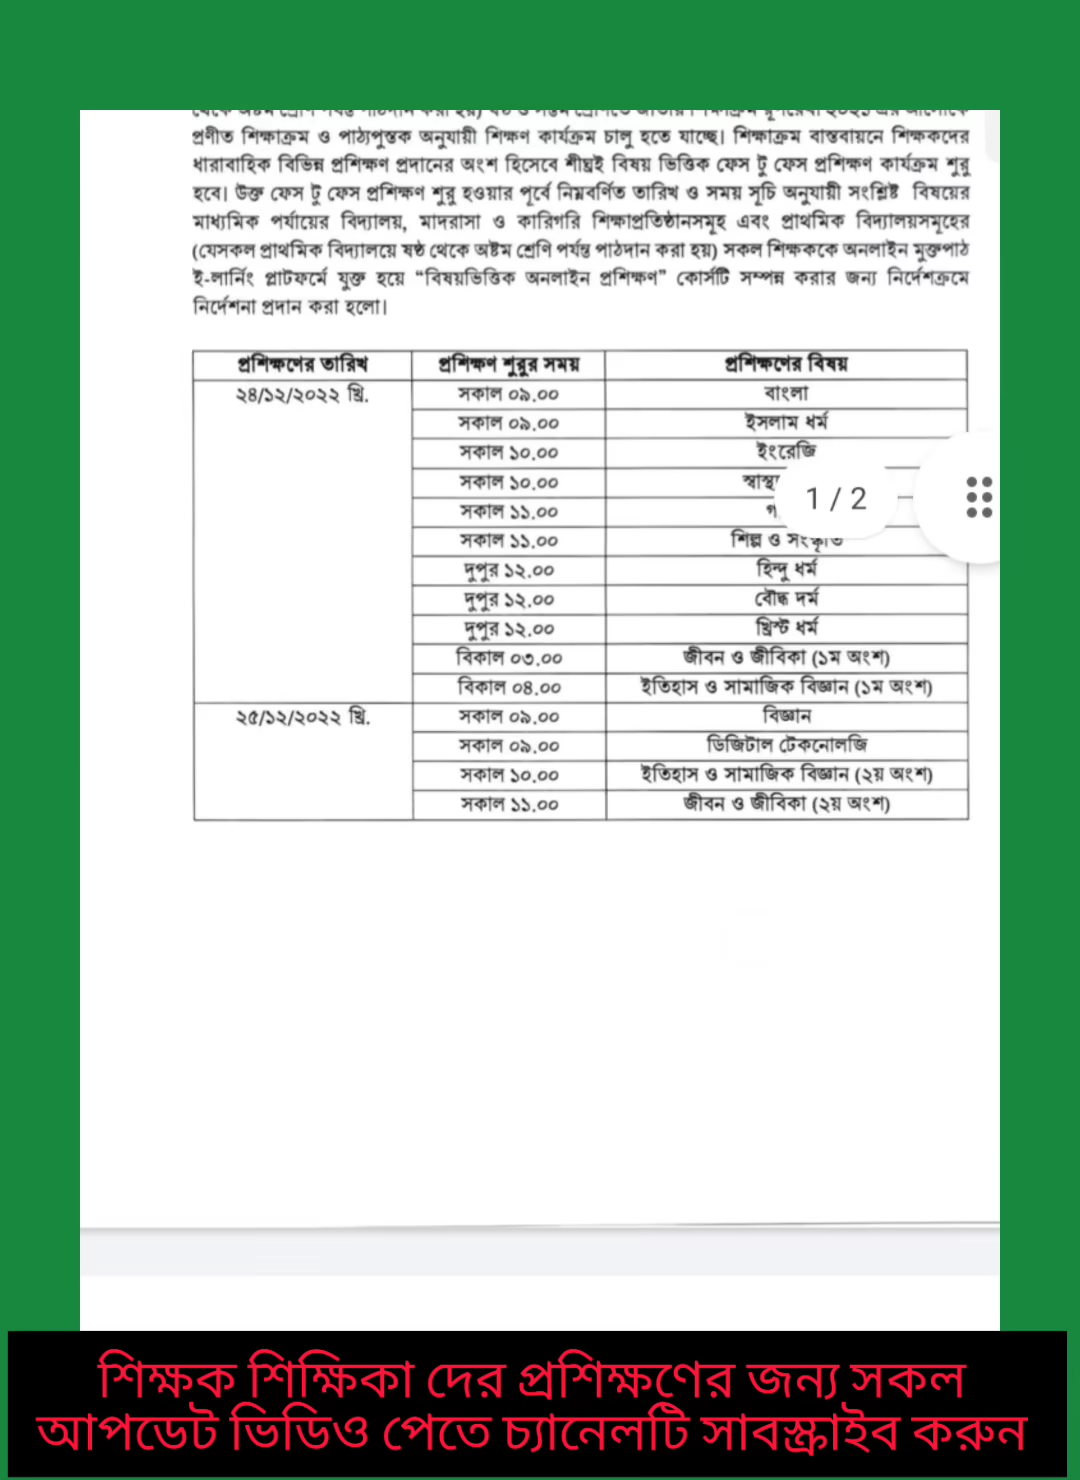 প্রণীত শিক্ষাক্রম ও পাঠ্যপুস্তক অনুযায়ী শিক্ষণ কার্যক্রম চালু হতে যাচ্ছে। শিক্ষাক্রম বাস্তবায়নে শিক্ষকদের
ধারাবাহিক বিভিন্ন প্রশিক্ষণ প্রদানের অংশ হিসেবে শীঘ্রই বিষয় ভিত্তিক ফেস টু ফেস প্রশিক্ষণ কার্যক্রম শুরু
হবে। উক্ত ফেস টু ফেস প্রশিক্ষণ শুরু হওয়ার পূর্বে নিম্নবর্ণিত তারিখ ও সময় সূচি অনুযায়ী সংশ্লিষ্ট বিষয়ের
মাধ্যমিক পর্যায়ের বিদ্যালয়, মাদরাসা ও কারিগরি শিক্ষাপ্রতিষ্ঠানসমূহ এবং প্রাথমিক বিদ্যালয়সমূহের
(যেসকল প্রাথমিক বিদ্যালয়ে ষষ্ঠ থেকে অষ্টম শ্রেণি পর্যন্ত পাঠদান করা হয়) সকল শিক্ষককে অনলাইন মুক্তপাঠ
ই-লার্নিং প্লাটফর্মে যুক্ত হয়ে “বিষয়ভিত্তিক অনলাইন প্রশিক্ষণ” কোর্সটি সম্পন্ন করার জন্য নির্দেশক্রমে
নির্দেশনা প্রদান করা হলো।
প্রশিক্ষণের তারিখ প্রশিক্ষণ শুরুর সময় প্রশিক্ষণের বিষয়
২৪/১২/২০২২ খ্রি. সকাল ০৯.০০ বাংলা
সকাল ০৯.০০ ইসলাম ধর্ম
সকাল ১০.০০ ইংরেজি
সকাল ১০.০০
1 / 2
সকাল ১১.০০
সকাল ১১.০০ শিল্প ও সংস্কৃতি
দুপুর ১২.০০ হিন্দু ধর্ম
দুপুর ১২.০০ বৌদ্ধ দর্ম
দুপুর ১২.০০ খ্রিস্ট ধর্ম
বিকাল ০৩.০০ জীবন ও জীবিকা (১ম অংশ)
বিকাল ০৪.০০ ইতিহাস ও সামাজিক বিজ্ঞান (১ম অংশ)
২৫/১২/২০২২ খ্রি. সকাল ০৯.০০ বিজ্ঞান
সকাল ০৯.০০ ডিজিটাল টেকনোলজি
সকাল ১০.০০ ইতিহাস ও সামাজিক বিজ্ঞান (২য় অংশ)
সকাল ১১.০০ জীবন ও জীবিকা (২য় অংশ)
শিক্ষক শিক্ষিকা দের প্রশিক্ষণের জন্য সকল
আপডেট ভিডিও পেতে চ্যানেলটি সাবস্ক্রাইব করুন